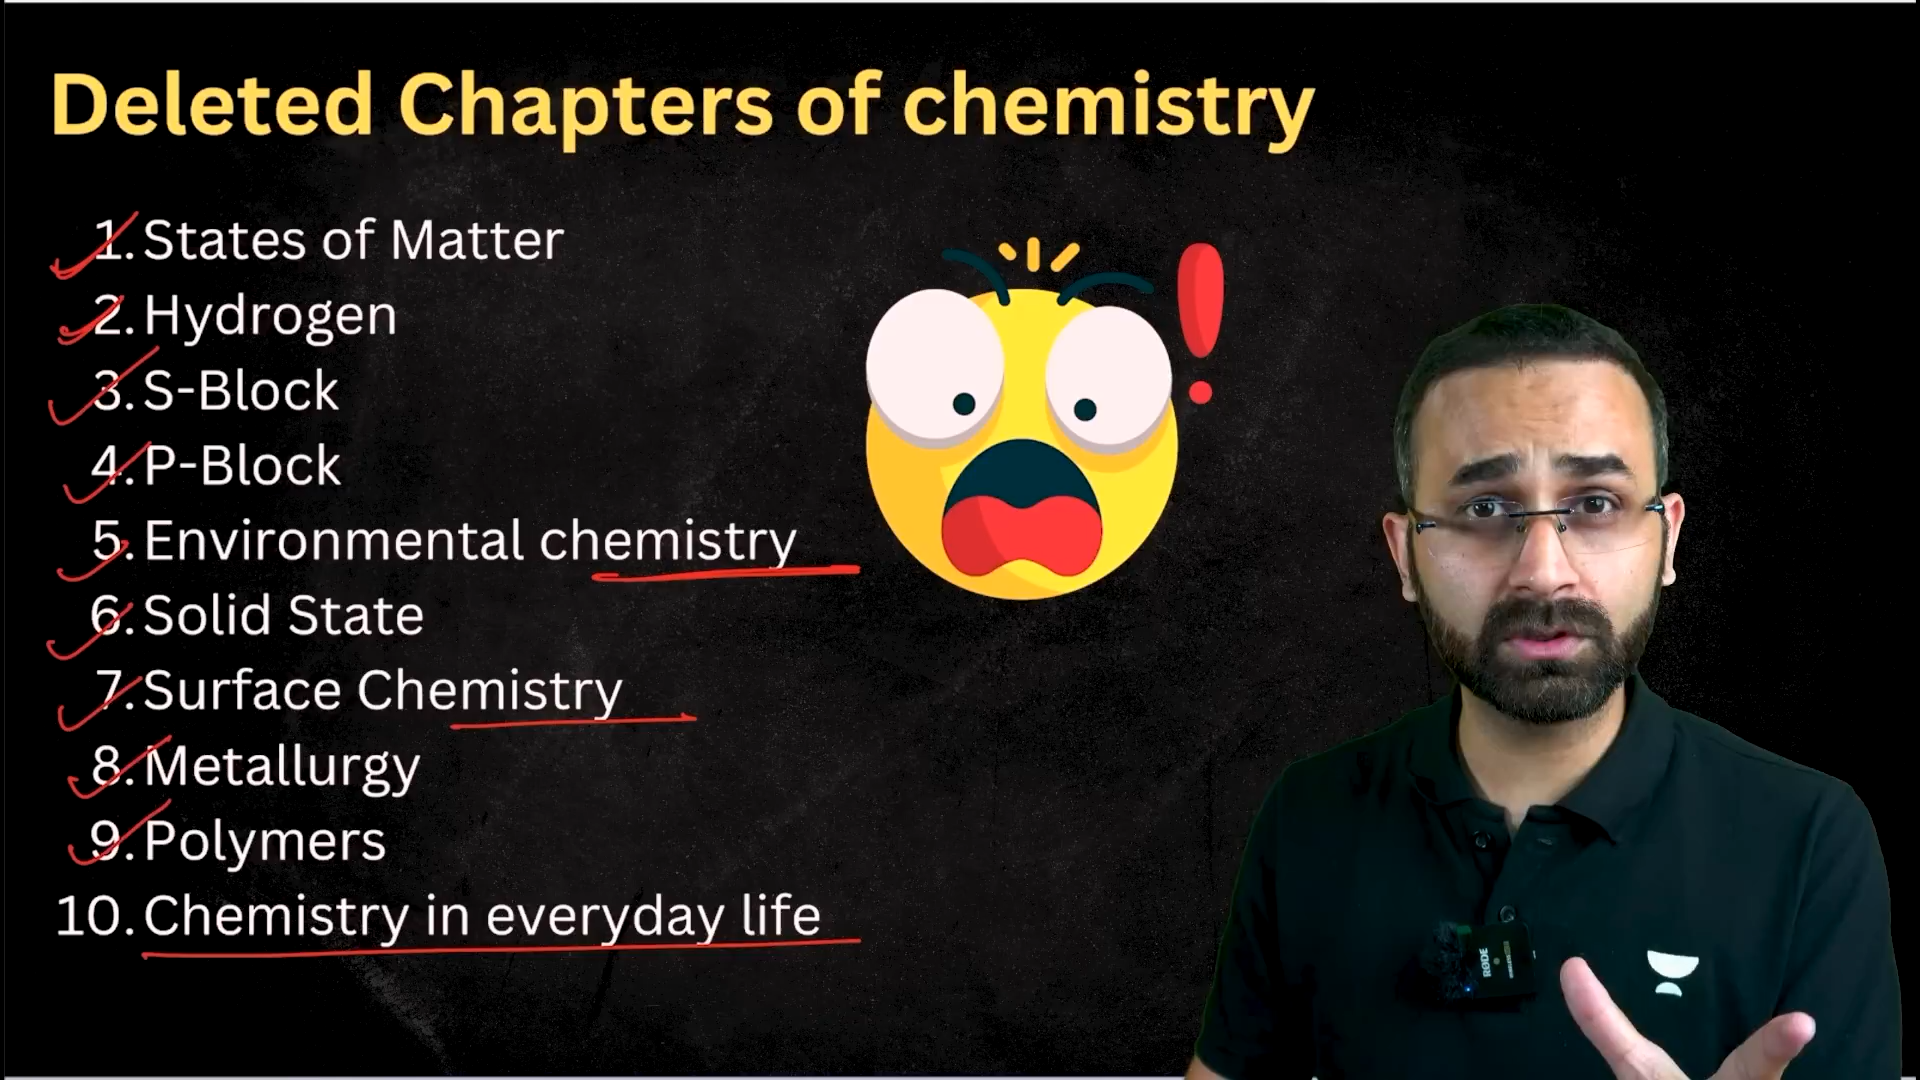 Deleted Chapters of chemistry
1. States of Matter
2. Hydrogen
3. S-Block
4. P-Block
5. Environmental chemistry
6. Solid State
7. Surface Chemistry
8. Metallurgy
9. Polymers
10. Chemistry in everyday life
RØDE